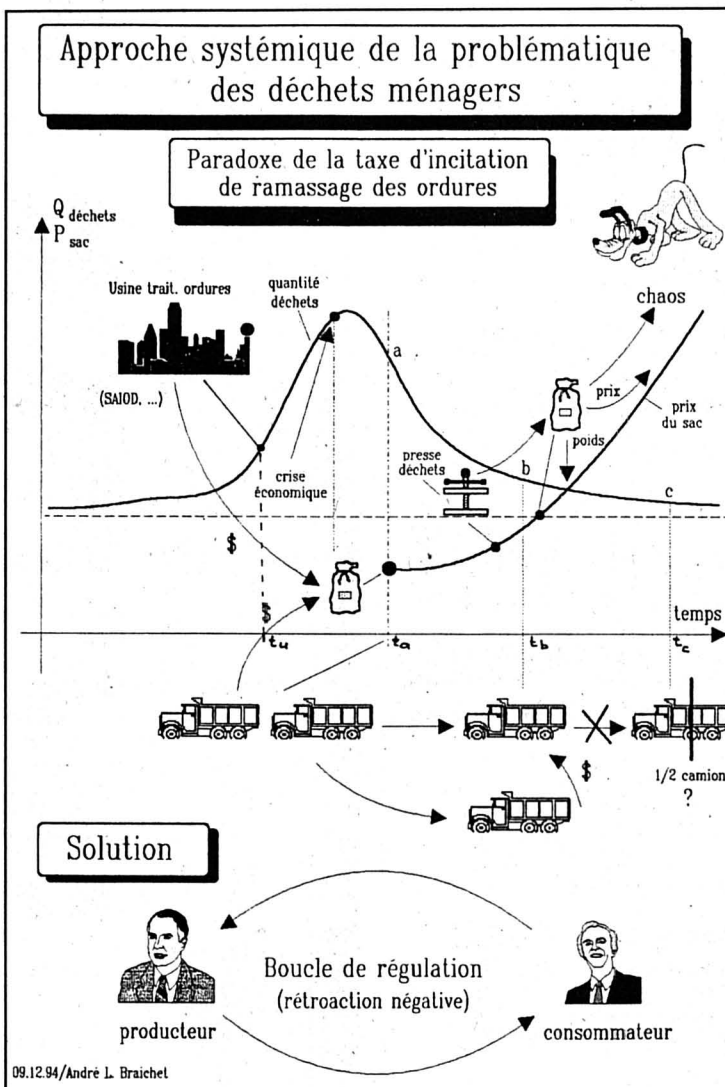 Approche systémique de la problématique
des déchets ménagers
Paradoxe de la taxe d'incitation
de ramassage des ordures
Q déchets
P sac
Usine trait. ordures
quantité
déchets
chaos
a
(SAIOD, ...)
prix
prix
du sac
poids
presse
déchets
crise
économique
b
c
$
$
temps
tu
ta
tb
tc
$
1/2 camion
?
Solution
Boucle de régulation
(rétroaction négative)
producteur
consommateur
09.12.94/André L. Braichet